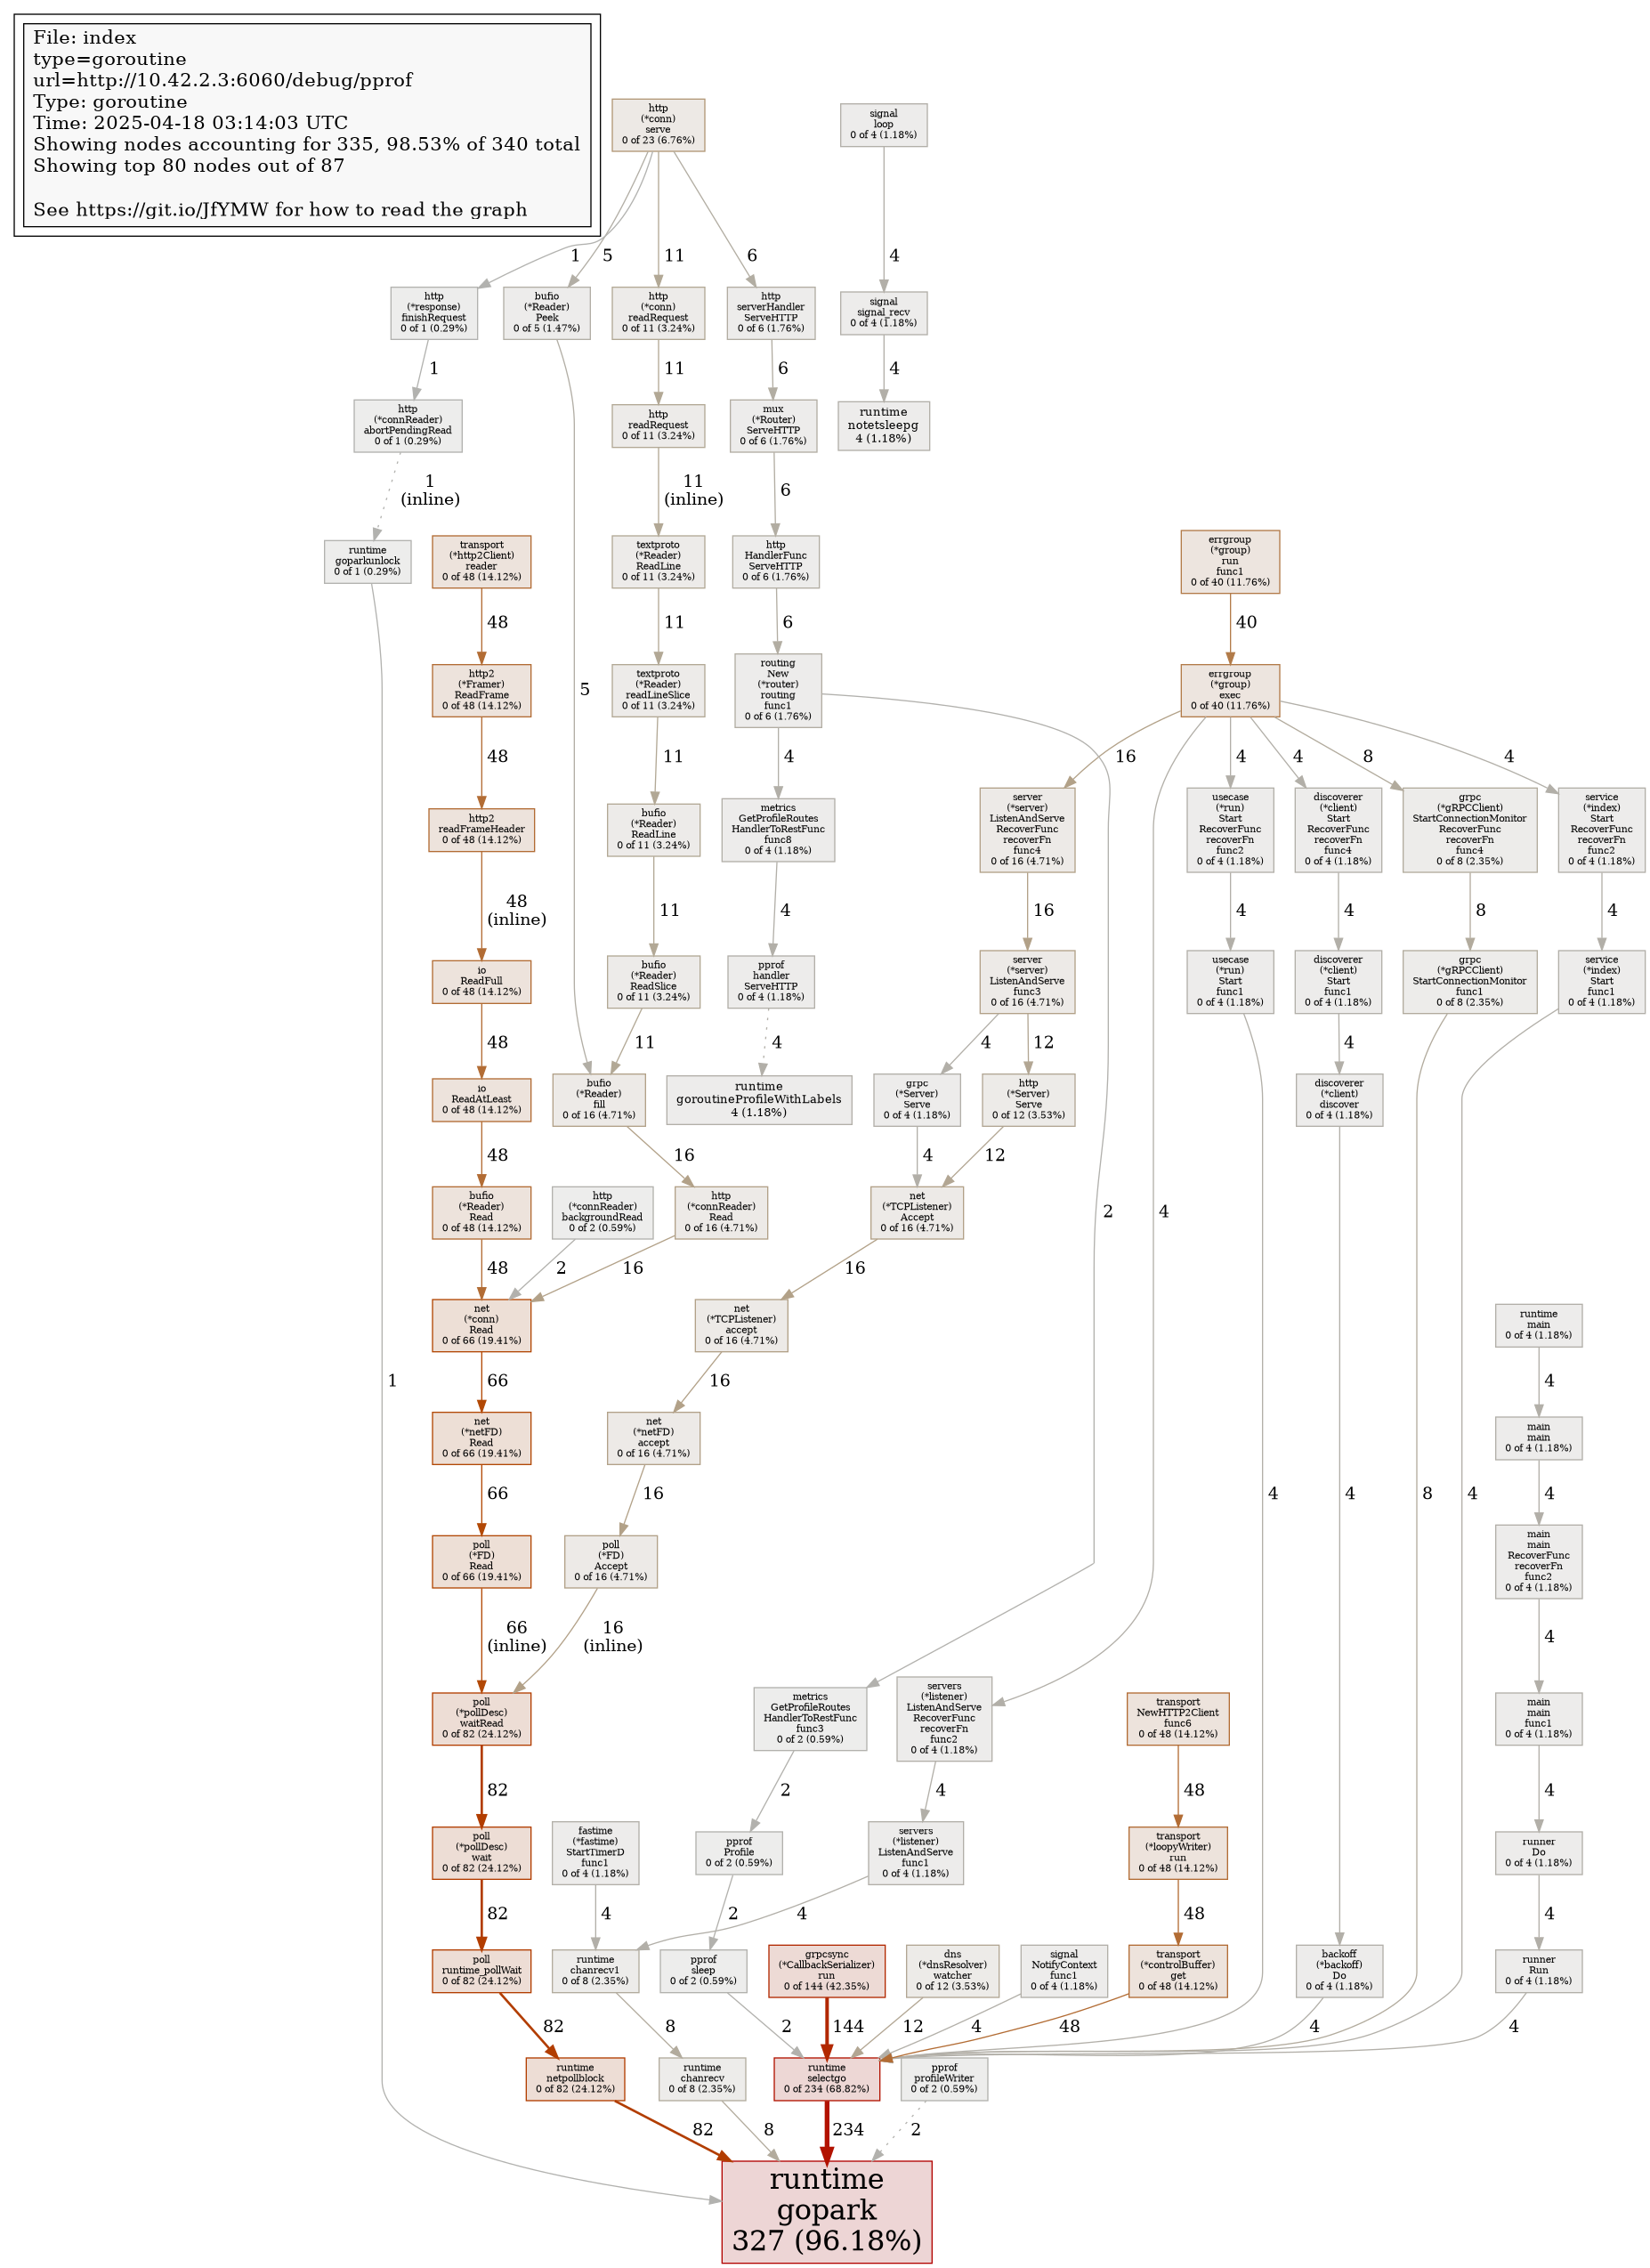 File: index
type=goroutine
url=http://10.42.2.3:6060/debug/pprof
Type: goroutine
Time: 2025-04-18 03:14:03 UTC
Showing nodes accounting for 335, 98.53% of 340 total
Showing top 80 nodes out of 87
See https://git.io/JfYMW for how to read the graph
http
(*conn)
serve
0 of 23 (6.76%)
signal
loop
0 of 4 (1.18%)
1
5
11
6
4
http
(*response)
finishRequest
0 of 1 (0.29%)
bufio
(*Reader)
Peek
0 of 5 (1.47%)
http
(*conn)
readRequest
0 of 11 (3.24%)
http
serverHandler
ServeHTTP
0 of 6 (1.76%)
signal
signal_recv
0 of 4 (1.18%)
1
11
6
4
http
(*connReader)
abortPendingRead
0 of 1 (0.29%)
http
readRequest
0 of 11 (3.24%)
mux
(*Router)
ServeHTTP
0 of 6 (1.76%)
runtime
notetsleepg
4 (1.18%)
1
(inline)
11
(inline)
6
runtime
goparkunlock
0 of 1 (0.29%)
transport
(*http2Client)
reader
0 of 48 (14.12%)
textproto
(*Reader)
ReadLine
0 of 11 (3.24%)
http
HandlerFunc
ServeHTTP
0 of 6 (1.76%)
errgroup
(*group)
run
func1
0 of 40 (11.76%)
48
11
6
40
5
http2
(*Framer)
ReadFrame
0 of 48 (14.12%)
textproto
(*Reader)
readLineSlice
0 of 11 (3.24%)
routing
New
(*router)
routing
func1
0 of 6 (1.76%)
errgroup
(*group)
exec
0 of 40 (11.76%)
48
11
4
16
4
4
8
4
http2
readFrameHeader
0 of 48 (14.12%)
bufio
(*Reader)
ReadLine
0 of 11 (3.24%)
metrics
GetProfileRoutes
HandlerToRestFunc
func8
0 of 4 (1.18%)
server
(*server)
ListenAndServe
RecoverFunc
recoverFn
func4
0 of 16 (4.71%)
usecase
(*run)
Start
RecoverFunc
recoverFn
func2
0 of 4 (1.18%)
discoverer
(*client)
Start
RecoverFunc
recoverFn
func4
0 of 4 (1.18%)
grpc
(*gRPCClient)
StartConnectionMonitor
RecoverFunc
recoverFn
func4
0 of 8 (2.35%)
service
(*index)
Start
RecoverFunc
recoverFn
func2
0 of 4 (1.18%)
48
(inline)
11
4
16
4
4
8
4
io
ReadFull
0 of 48 (14.12%)
bufio
(*Reader)
ReadSlice
0 of 11 (3.24%)
pprof
handler
ServeHTTP
0 of 4 (1.18%)
server
(*server)
ListenAndServe
func3
0 of 16 (4.71%)
usecase
(*run)
Start
func1
0 of 4 (1.18%)
discoverer
(*client)
Start
func1
0 of 4 (1.18%)
grpc
(*gRPCClient)
StartConnectionMonitor
func1
0 of 8 (2.35%)
service
(*index)
Start
func1
0 of 4 (1.18%)
48
11
4
4
12
4
io
ReadAtLeast
0 of 48 (14.12%)
bufio
(*Reader)
fill
0 of 16 (4.71%)
runtime
goroutineProfileWithLabels
4 (1.18%)
grpc
(*Server)
Serve
0 of 4 (1.18%)
http
(*Server)
Serve
0 of 12 (3.53%)
discoverer
(*client)
discover
0 of 4 (1.18%)
48
16
4
12
bufio
(*Reader)
Read
0 of 48 (14.12%)
http
(*connReader)
backgroundRead
0 of 2 (0.59%)
http
(*connReader)
Read
0 of 16 (4.71%)
net
(*TCPListener)
Accept
0 of 16 (4.71%)
2
4
48
2
16
16
net
(*conn)
Read
0 of 66 (19.41%)
net
(*TCPListener)
accept
0 of 16 (4.71%)
runtime
main
0 of 4 (1.18%)
1
66
16
4
net
(*netFD)
Read
0 of 66 (19.41%)
net
(*netFD)
accept
0 of 16 (4.71%)
main
main
0 of 4 (1.18%)
66
16
4
4
8
4
4
poll
(*FD)
Read
0 of 66 (19.41%)
poll
(*FD)
Accept
0 of 16 (4.71%)
main
main
RecoverFunc
recoverFn
func2
0 of 4 (1.18%)
66
(inline)
16
(inline)
4
poll
(*pollDesc)
waitRead
0 of 82 (24.12%)
metrics
GetProfileRoutes
HandlerToRestFunc
func3
0 of 2 (0.59%)
servers
(*listener)
ListenAndServe
RecoverFunc
recoverFn
func2
0 of 4 (1.18%)
transport
NewHTTP2Client
func6
0 of 48 (14.12%)
main
main
func1
0 of 4 (1.18%)
82
2
4
48
4
poll
(*pollDesc)
wait
0 of 82 (24.12%)
fastime
(*fastime)
StartTimerD
func1
0 of 4 (1.18%)
pprof
Profile
0 of 2 (0.59%)
servers
(*listener)
ListenAndServe
func1
0 of 4 (1.18%)
transport
(*loopyWriter)
run
0 of 48 (14.12%)
runner
Do
0 of 4 (1.18%)
82
4
2
4
48
4
poll
runtime_pollWait
0 of 82 (24.12%)
runtime
chanrecv1
0 of 8 (2.35%)
pprof
sleep
0 of 2 (0.59%)
grpcsync
(*CallbackSerializer)
run
0 of 144 (42.35%)
dns
(*dnsResolver)
watcher
0 of 12 (3.53%)
signal
NotifyContext
func1
0 of 4 (1.18%)
transport
(*controlBuffer)
get
0 of 48 (14.12%)
backoff
(*backoff)
Do
0 of 4 (1.18%)
runner
Run
0 of 4 (1.18%)
82
8
2
144
12
4
48
4
4
runtime
netpollblock
0 of 82 (24.12%)
runtime
chanrecv
0 of 8 (2.35%)
runtime
selectgo
0 of 234 (68.82%)
pprof
profileWriter
0 of 2 (0.59%)
82
8
234
2
runtime
gopark
327 (96.18%)